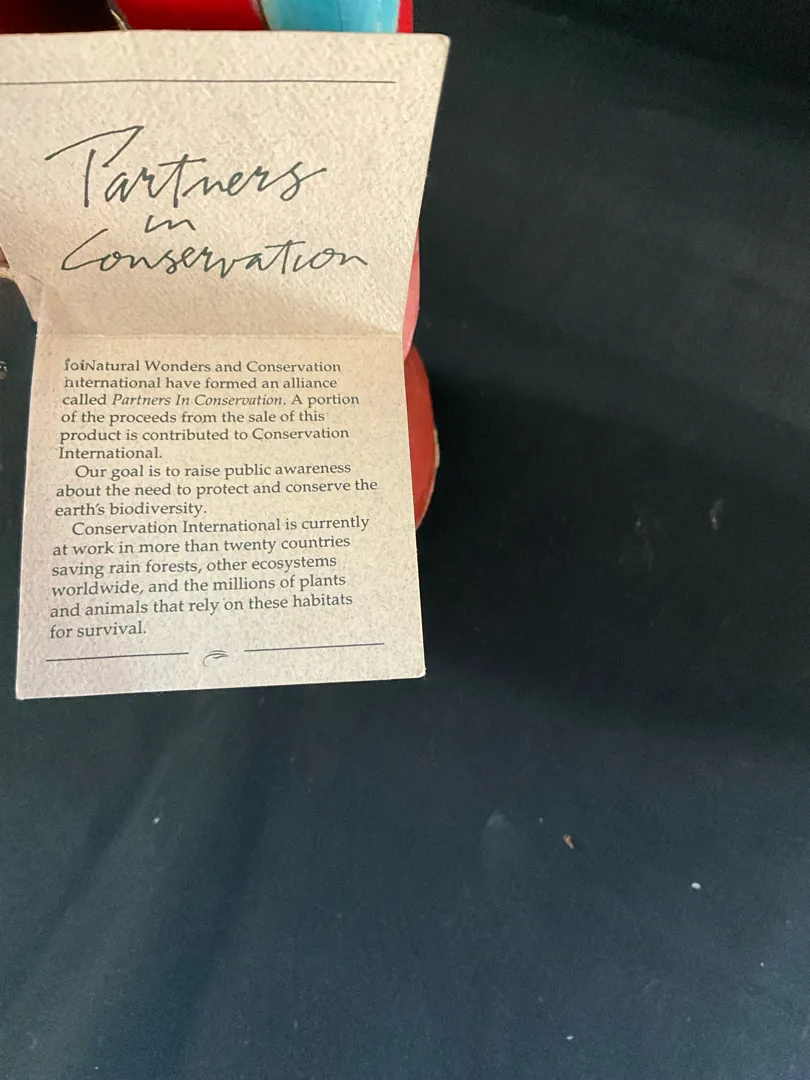 Partners
in
Conservation
Natural Wonders and Conservation
International have formed an alliance
called Partners In Conservation. A portion
of the proceeds from the sale of this
product is contributed to Conservation
International.
Our goal is to raise public awareness
about the need to protect and conserve the
earth's biodiversity.
Conservation International is currently
at work in more than twenty countries
saving rain forests, other ecosystems
worldwide, and the millions of plants
and animals that rely on these habitats
for survival.